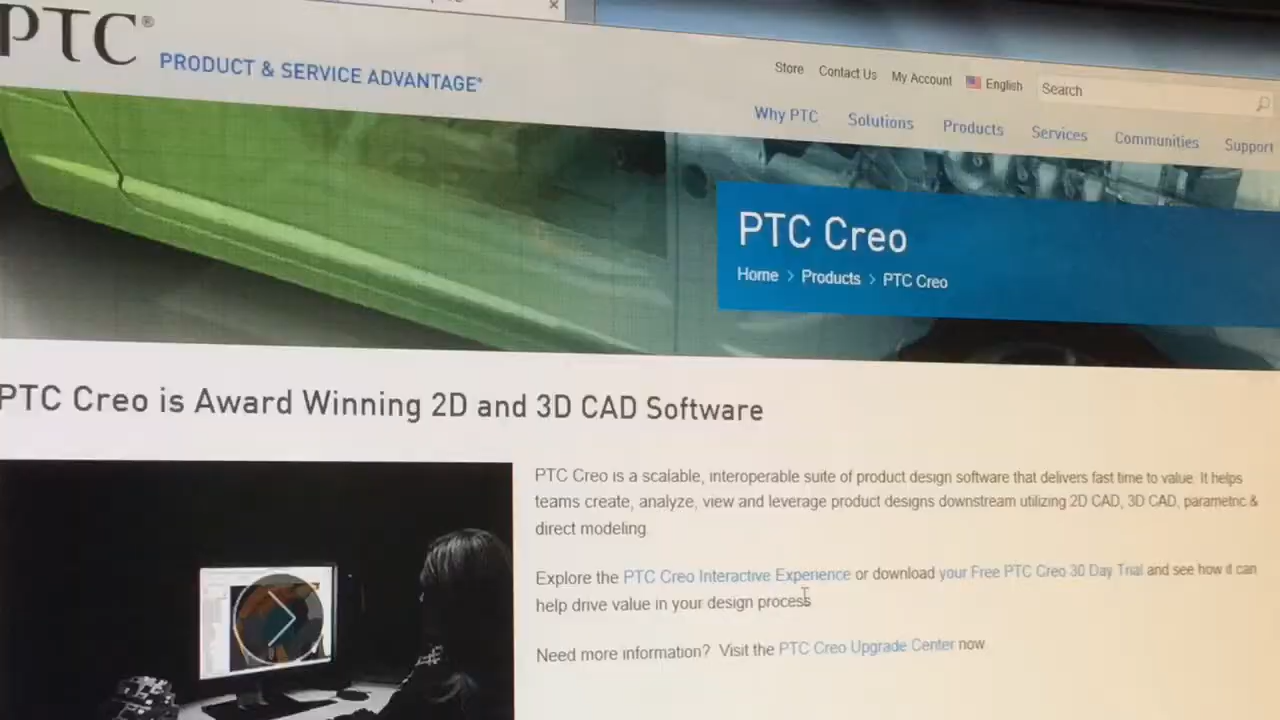 PTC®
PRODUCT & SERVICE ADVANTAGE®
Store Contact Us My Account English Search
Why PTC Solutions Products Services Communities Support
PTC Creo
Home > Products > PTC Creo
PTC Creo is Award Winning 2D and 3D CAD Software
PTC Creo is a scalable, interoperable suite of product design software that delivers fast time to value. It helps
teams create, analyze, view and leverage product designs downstream utilizing 2D CAD, 3D CAD, parametric &
direct modeling.
Explore the PTC Creo Interactive Experience or download your Free PTC Creo 30 Day Trial and see how it can
help drive value in your design process
Need more information? Visit the PTC Creo Upgrade Center now